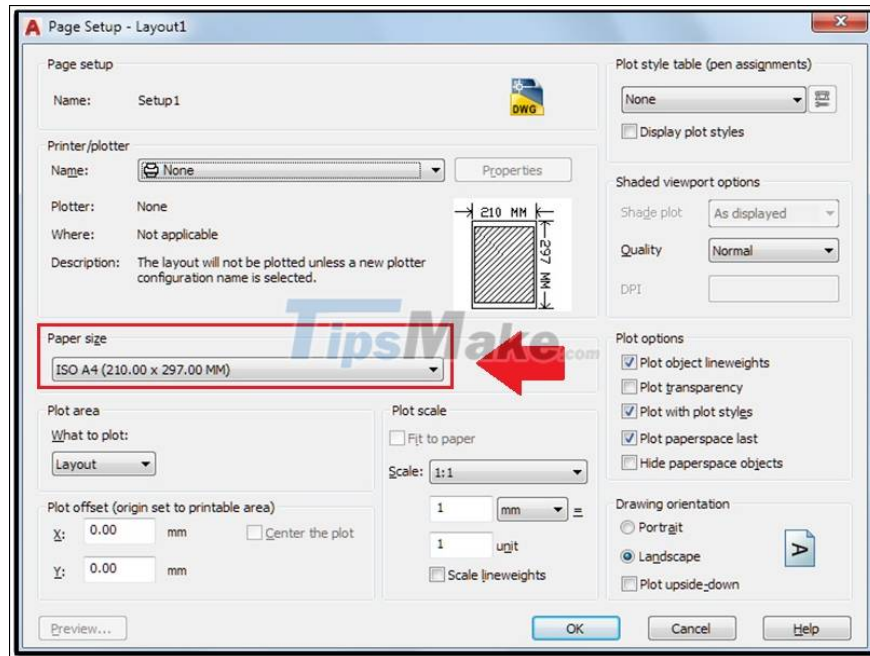 Page Setup - Layout1
Page setup
Name: Setup1
DWG
Printer/plotter
Name: None
Properties
Plotter: None
Where: Not applicable
Description: The layout will not be plotted unless a new plotter
configuration name is selected.
210 MM
297 MM
Paper size
ISO A4 (210.00 x 297.00 MM)
TipsMake.com
Plot area
What to plot:
Layout
Plot scale
Fit to paper
Scale: 1:1
1 mm =
1 unit
Scale lineweights
Plot offset (origin set to printable area)
X: 0.00 mm
Center the plot
Y: 0.00 mm
Plot style table (pen assignments)
None
Display plot styles
Shaded viewport options
Shade plot As displayed
Quality Normal
DPI
Plot options
Plot object lineweights
Plot transparency
Plot with plot styles
Plot paperspace last
Hide paperspace objects
Drawing orientation
Portrait
Landscape
A
Plot upside-down
Preview...
OK
Cancel
Help